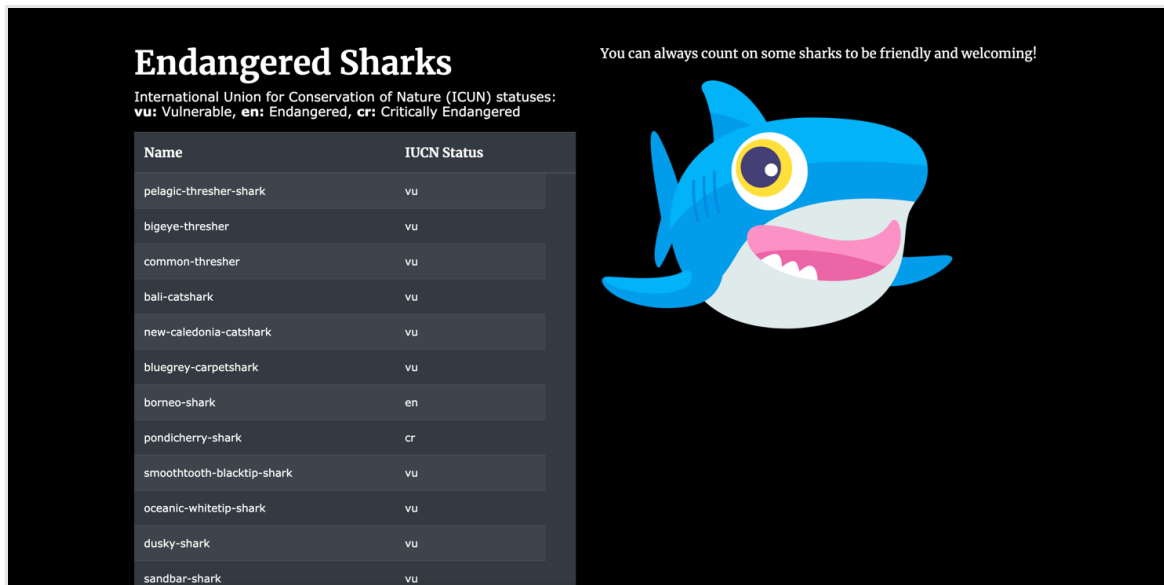 Endangered Sharks
International Union for Conservation of Nature (ICUN) statuses:
vu: Vulnerable, en: Endangered, cr: Critically Endangered
Name IUCN Status
pelagic-thresher-shark vu
bigeye-thresher vu
common-thresher vu
bali-catshark vu
new-caledonia-catshark vu
bluegrey-carpetshark vu
borneo-shark en
pondicherry-shark cr
smoothtooth-blacktip-shark vu
oceanic-whitetip-shark vu
dusky-shark vu
sandbar-shark vu
You can always count on some sharks to be friendly and welcoming!